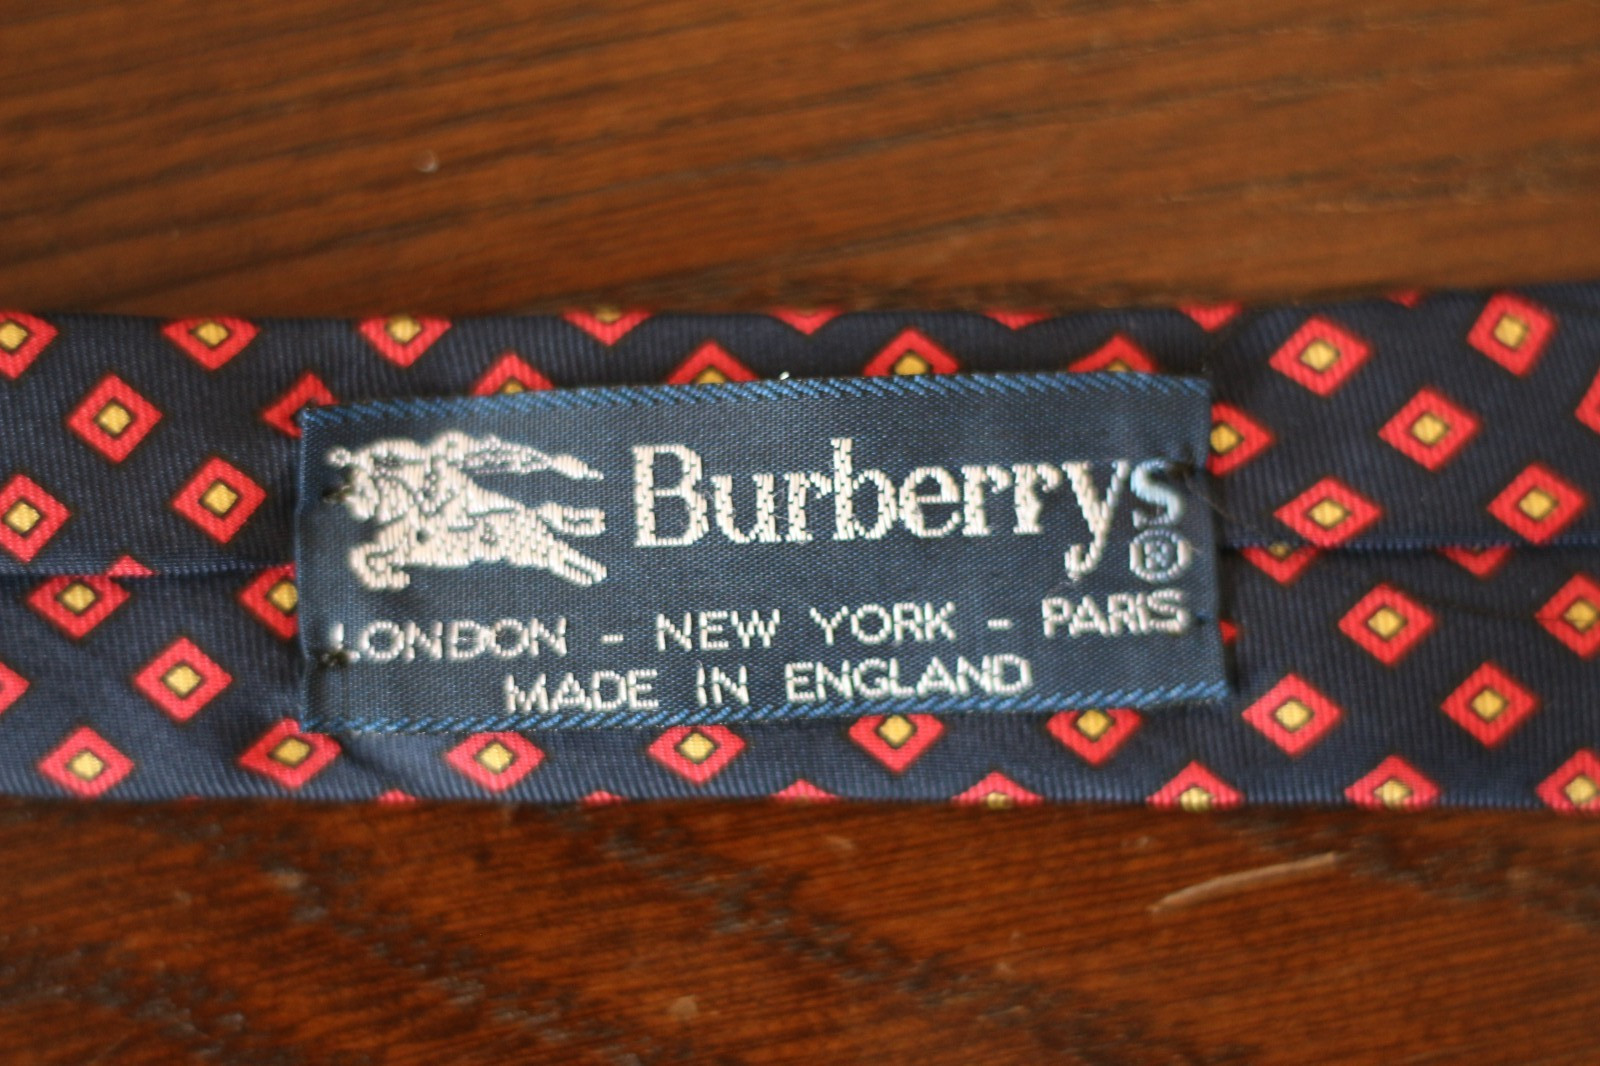 Burberrys®
LONDON - NEW YORK - PARIS
MADE IN ENGLAND